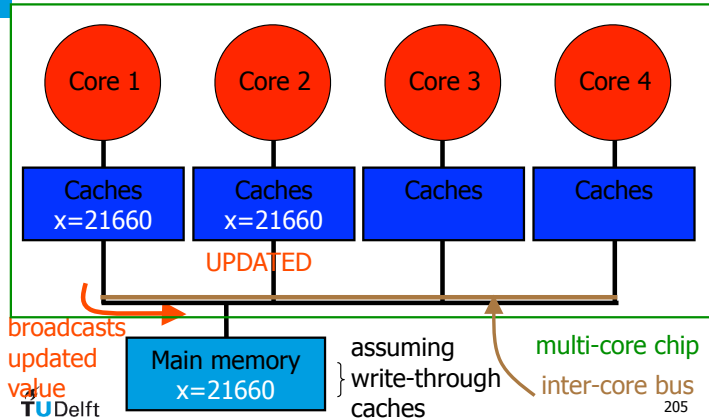 Core 1
Core 2
Core 3
Core 4
Caches
x=21660
Caches
x=21660
Caches
Caches
UPDATED
broadcasts
updated
value
Main memory
x=21660
}
assuming
write-through
caches
multi-core chip
inter-core bus
TUDelft
205